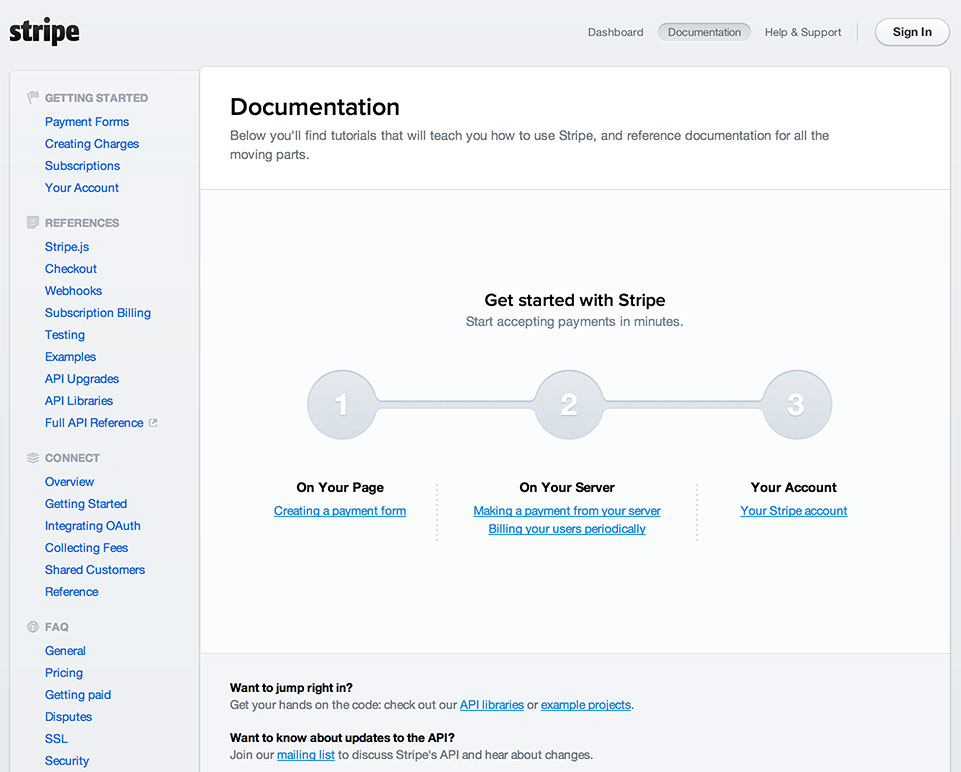 stripe
Dashboard Documentation Help & Support Sign In
GETTING STARTED
Payment Forms
Creating Charges
Subscriptions
Your Account
REFERENCES
Stripe.js
Checkout
Webhooks
Subscription Billing
Testing
Examples
API Upgrades
API Libraries
Full API Reference
CONNECT
Overview
Getting Started
Integrating OAuth
Collecting Fees
Shared Customers
Reference
FAQ
General
Pricing
Getting paid
Disputes
SSL
Security
Documentation
Below you'll find tutorials that will teach you how to use Stripe, and reference documentation for all the
moving parts.
Get started with Stripe
Start accepting payments in minutes.
1 2 3
On Your Page
Creating a payment form
On Your Server
Making a payment from your server
Billing your users periodically
Your Account
Your Stripe account
Want to jump right in?
Get your hands on the code: check out our API libraries or example projects.
Want to know about updates to the API?
Join our mailing list to discuss Stripe's API and hear about changes.